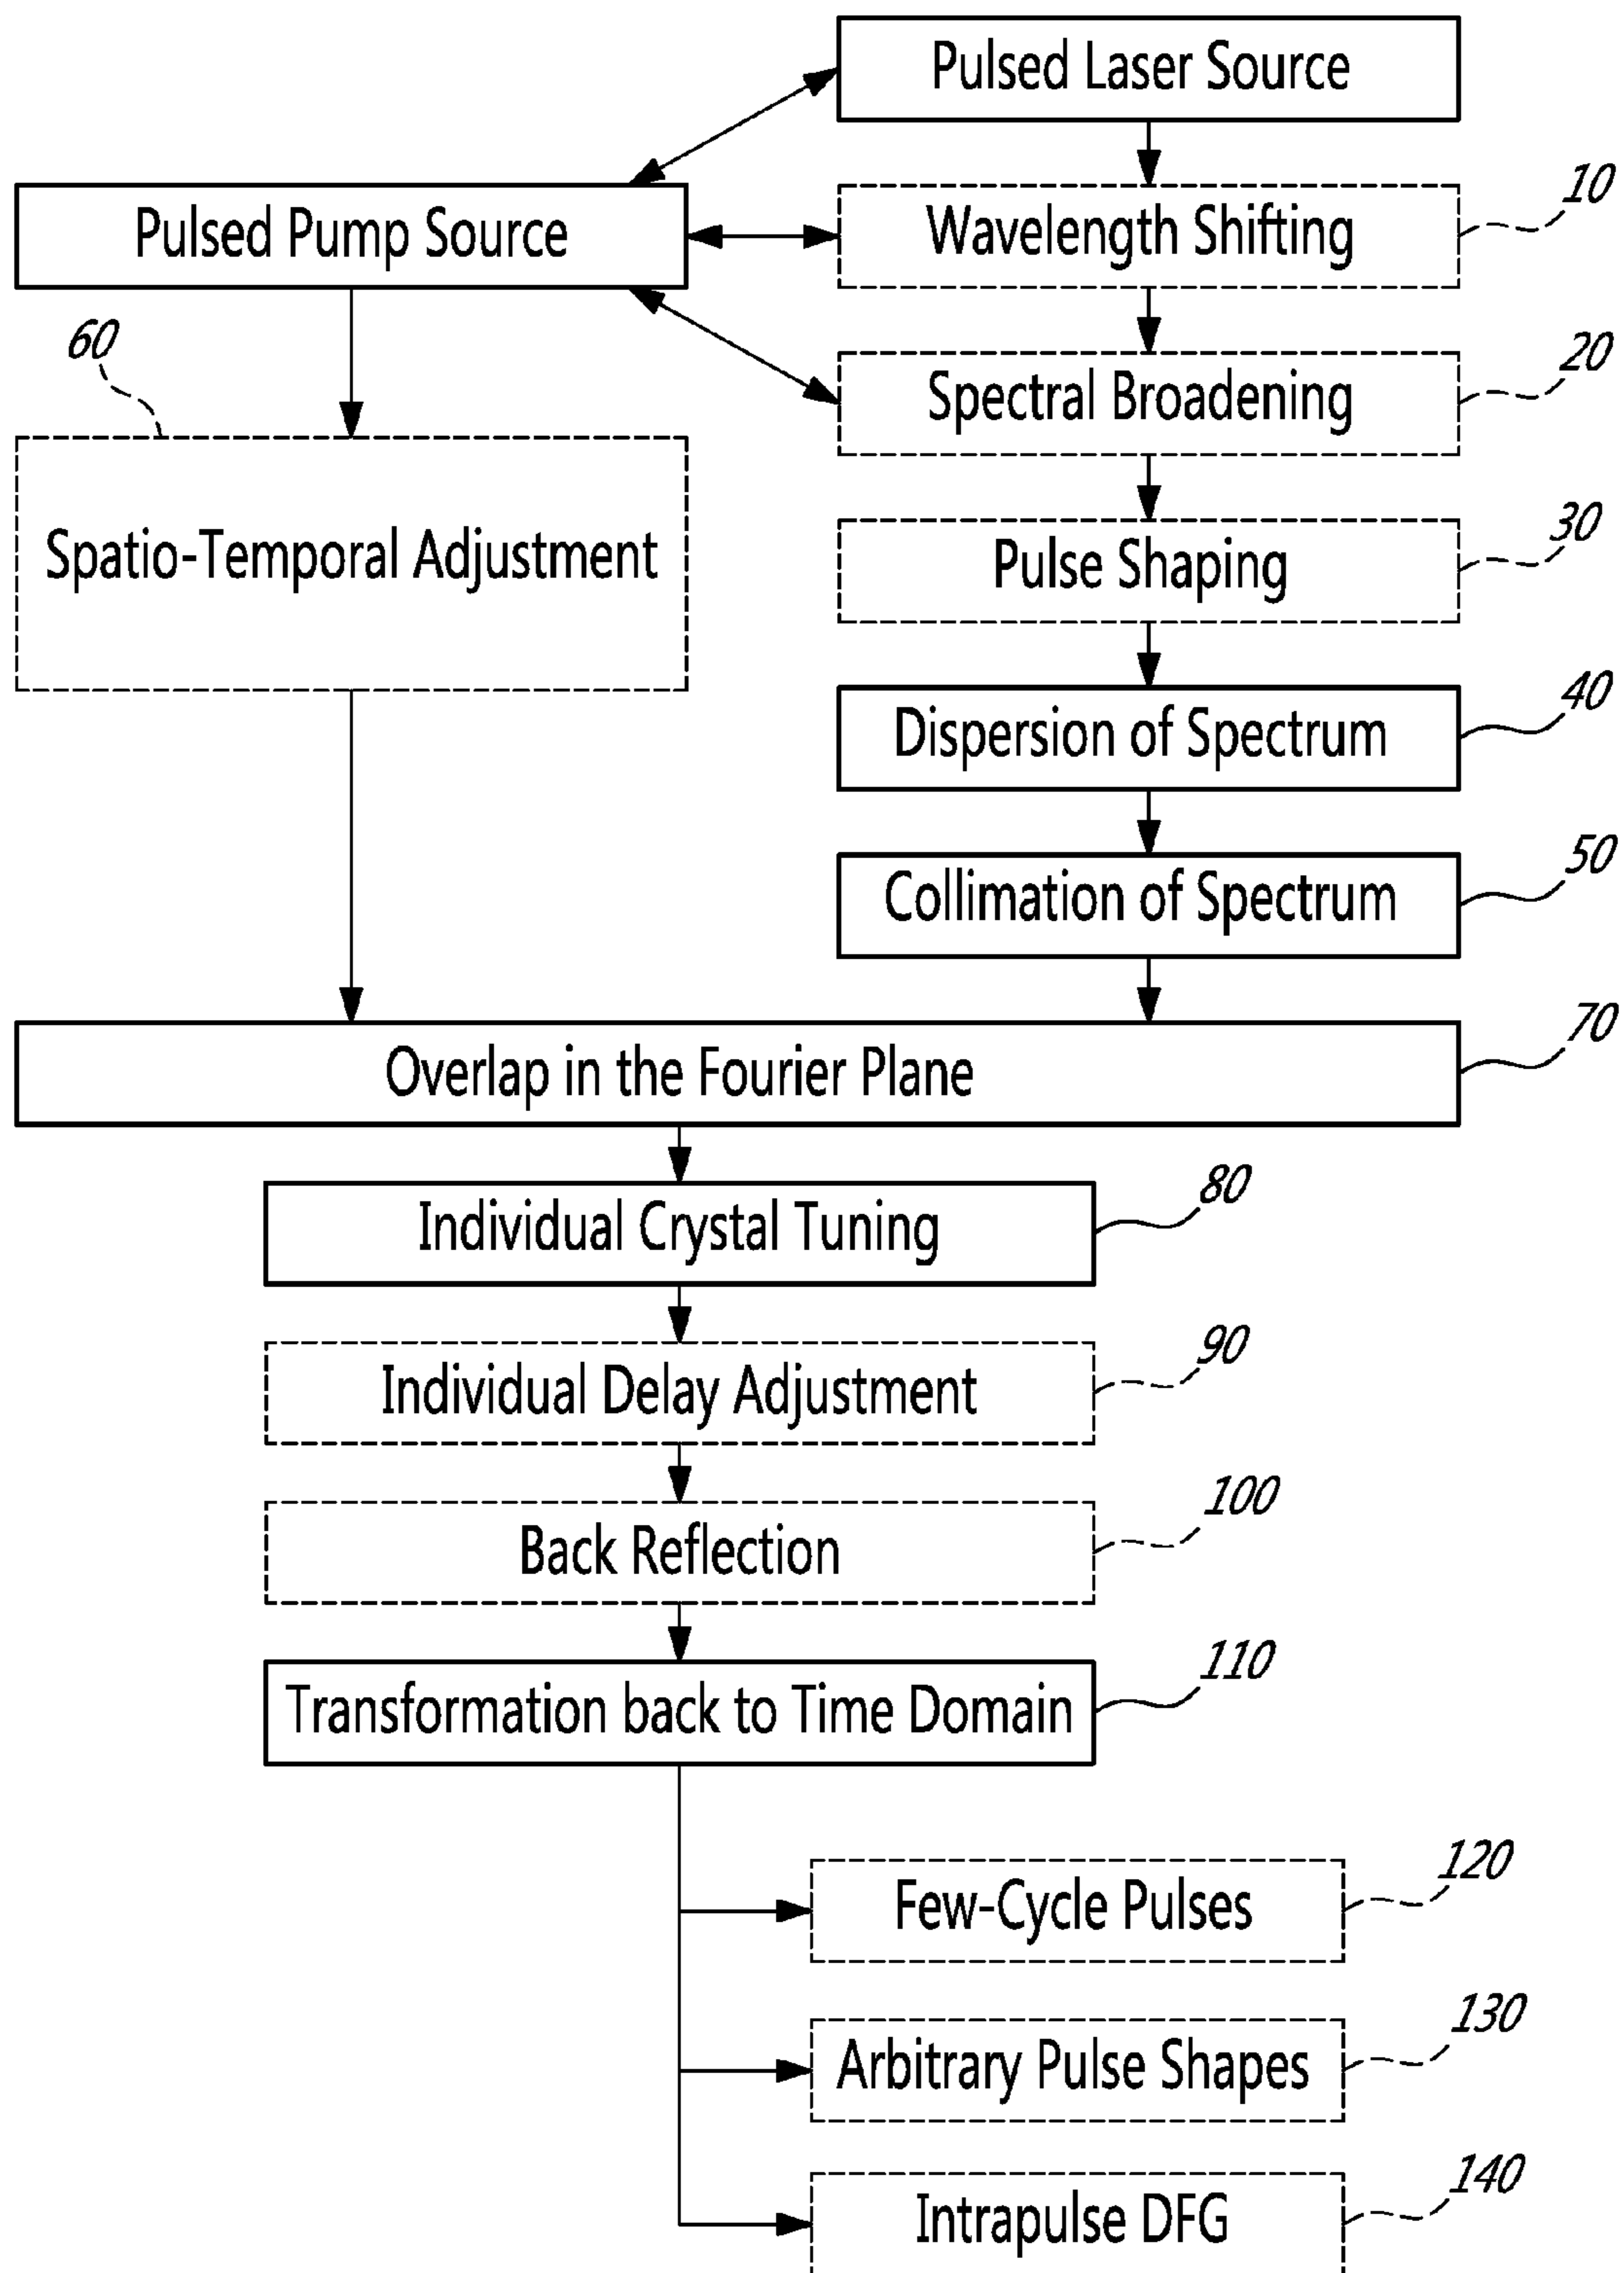 Pulsed Laser Source
Pulsed Pump Source
Wavelength Shifting
10
60
Spectral Broadening
20
Spatio-Temporal Adjustment
Pulse Shaping
30
Dispersion of Spectrum
40
Collimation of Spectrum
50
Overlap in the Fourier Plane
70
Individual Crystal Tuning
80
Individual Delay Adjustment
90
Back Reflection
100
Transformation back to Time Domain
110
Few-Cycle Pulses
120
Arbitrary Pulse Shapes
130
Intrapulse DFG
140